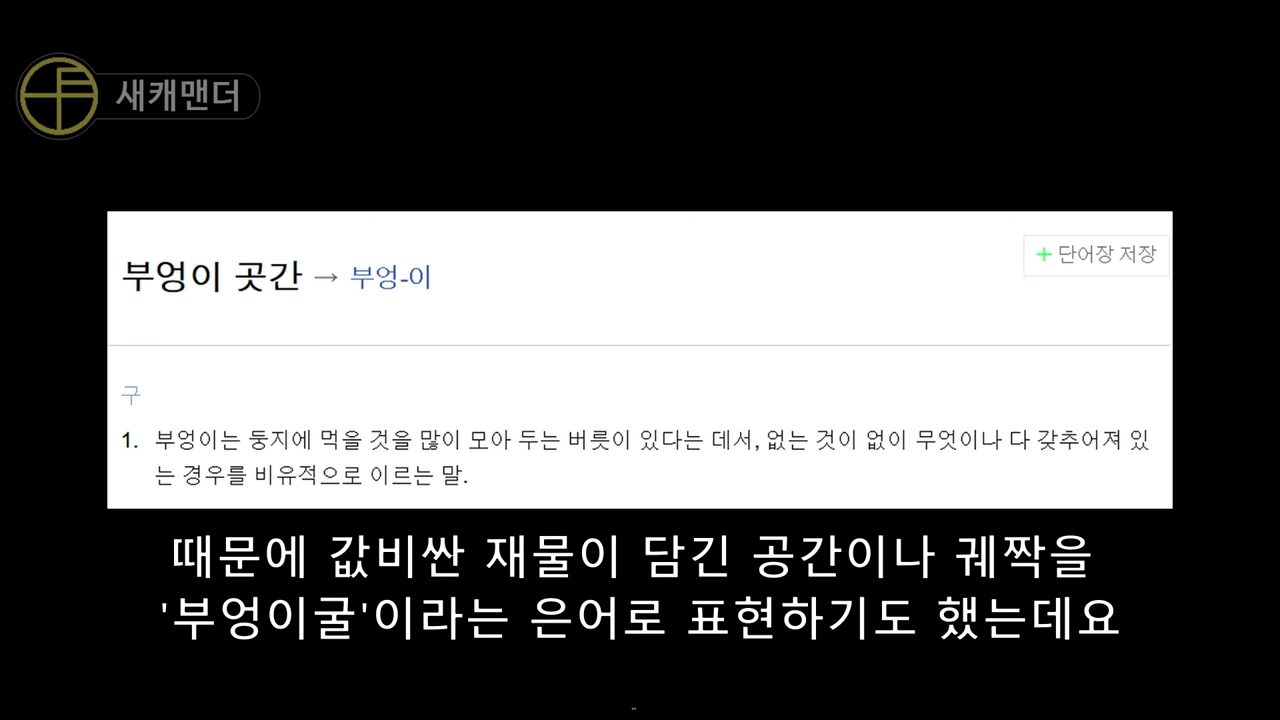 새캐맨더
부엉이 곳간 → 부엉-이
+ 단어장 저장
구
1. 부엉이는 둥지에 먹을 것을 많이 모아 두는 버릇이 있다는 데서, 없는 것이 없이 무엇이나 다 갖추어져 있
는 경우를 비유적으로 이르는 말.
때문에 값비싼 재물이 담긴 공간이나 궤짝을
'부엉이굴'이라는 은어로 표현하기도 했는데요